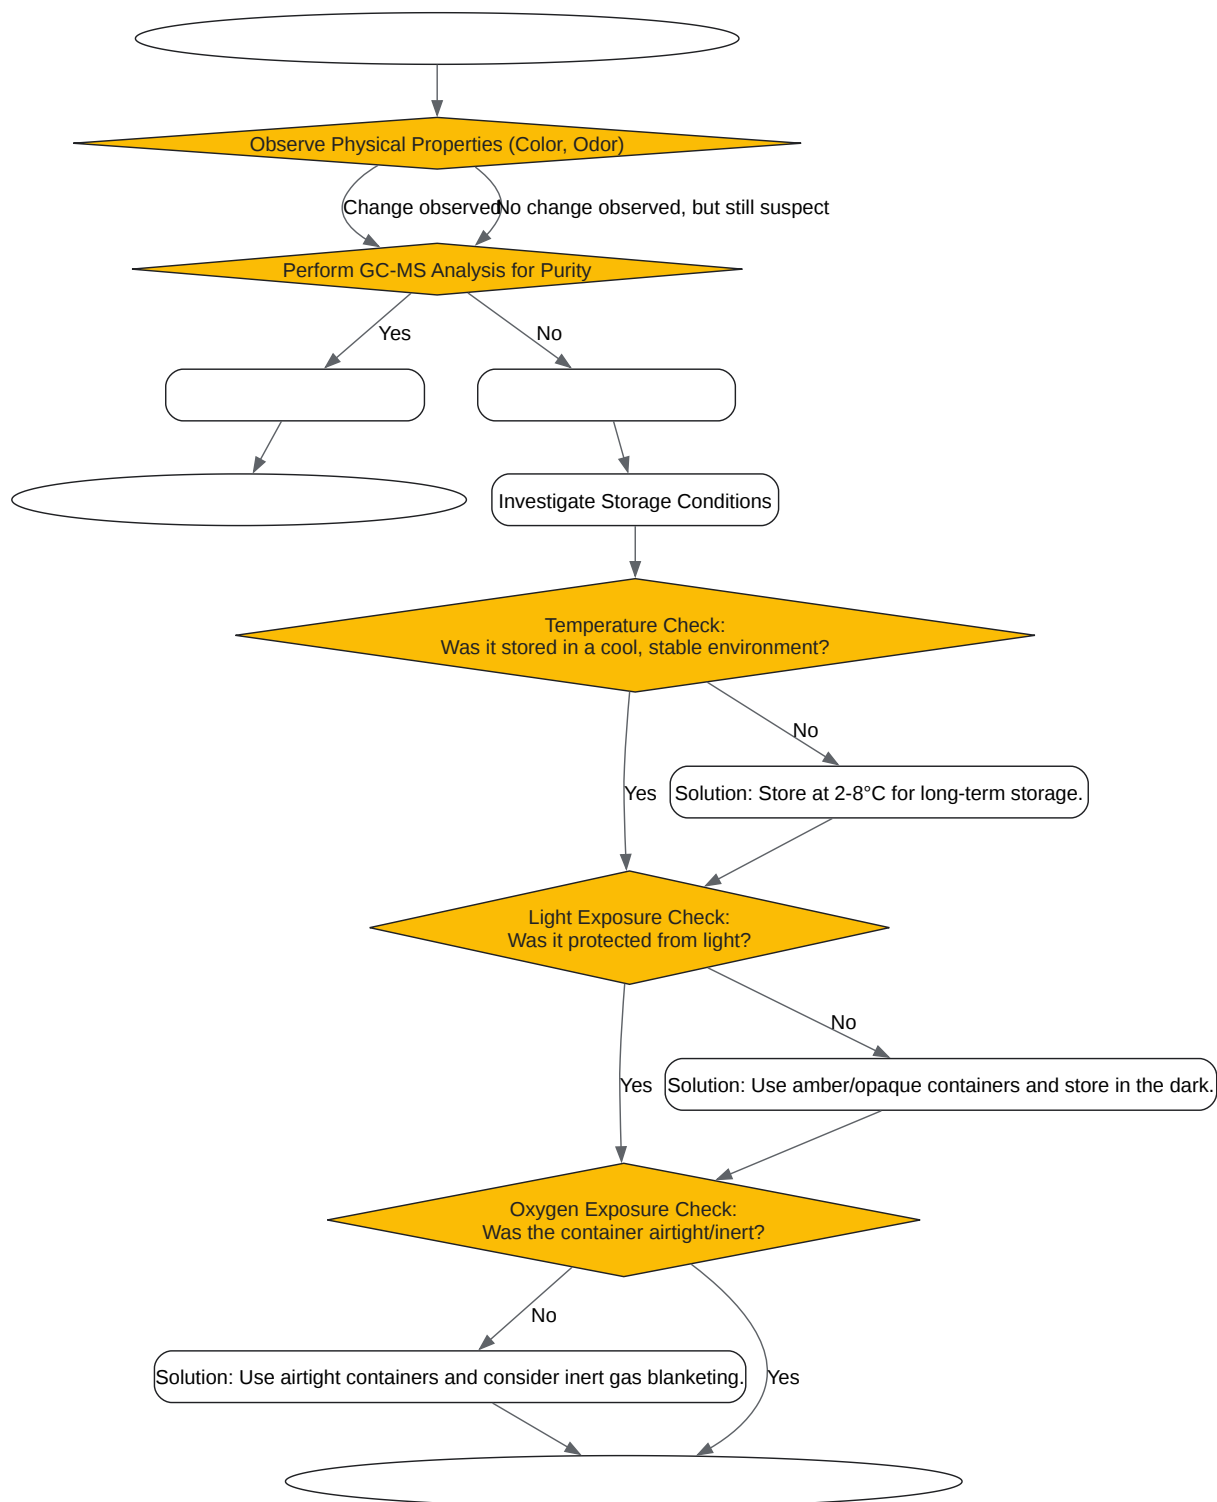 Observe Physical Properties (Color, Odor)
Change observed
No change observed, but still suspect
Perform GC-MS Analysis for Purity
Yes
No
Investigate Storage Conditions
Temperature Check:
Was it stored in a cool, stable environment?
No
Yes
Solution: Store at 2-8°C for long-term storage.
Light Exposure Check:
Was it protected from light?
No
Yes
Solution: Use amber/opaque containers and store in the dark.
Oxygen Exposure Check:
Was the container airtight/inert?
No
Solution: Use airtight containers and consider inert gas blanketing.
Yes